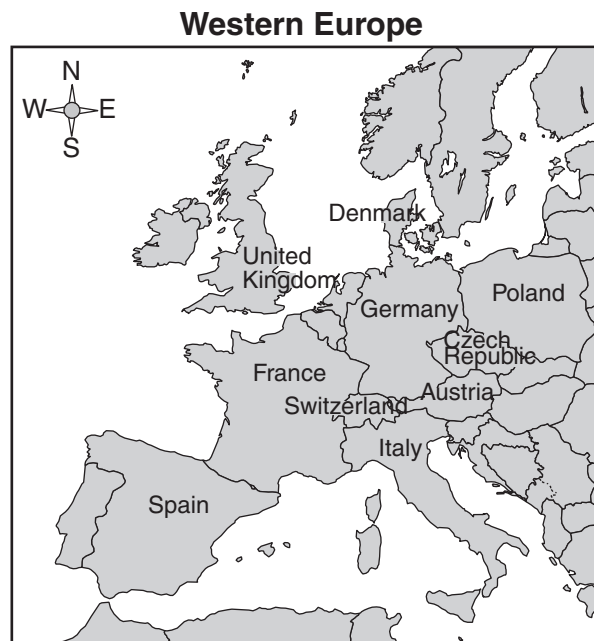 Western Europe
N
W E
S
Denmark
United
Kingdom
Germany
Poland
Czech
Republic
France
Austria
Switzerland
Italy
Spain